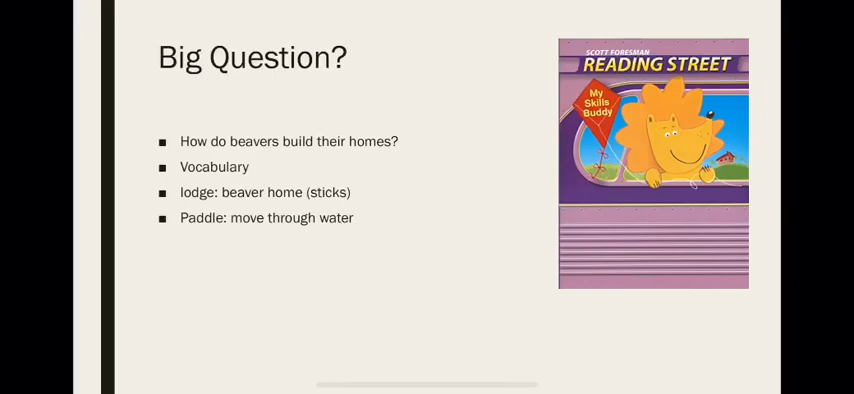 Big Question?
■ How do beavers build their homes?
■ Vocabulary
■ lodge: beaver home (sticks)
■ Paddle: move through water
SCOTT FORESMAN
READING STREET
My
Skills
Buddy